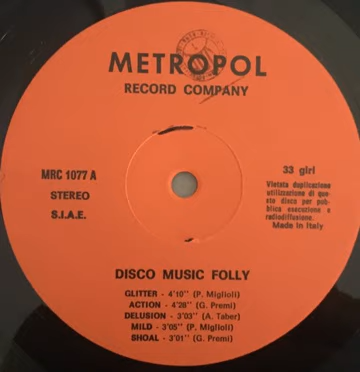 METROPOL
RECORD COMPANY
MRC 1077 A
STEREO
S.I.A.E.
33 giri
Vietata duplicazione
utilizzazione di que-
sto disco per pub-
blica esecuzione e
radiodiffusione.
Made in Italy
DISCO MUSIC FOLLY
GLITTER - 4'10" (P. Miglioli)
ACTION - 4'28" (G. Premi)
DELUSION - 3'03" (A. Taber)
MILD - 3'05" (P. Miglioli)
SHOAL - 3'01" (G. Premi)